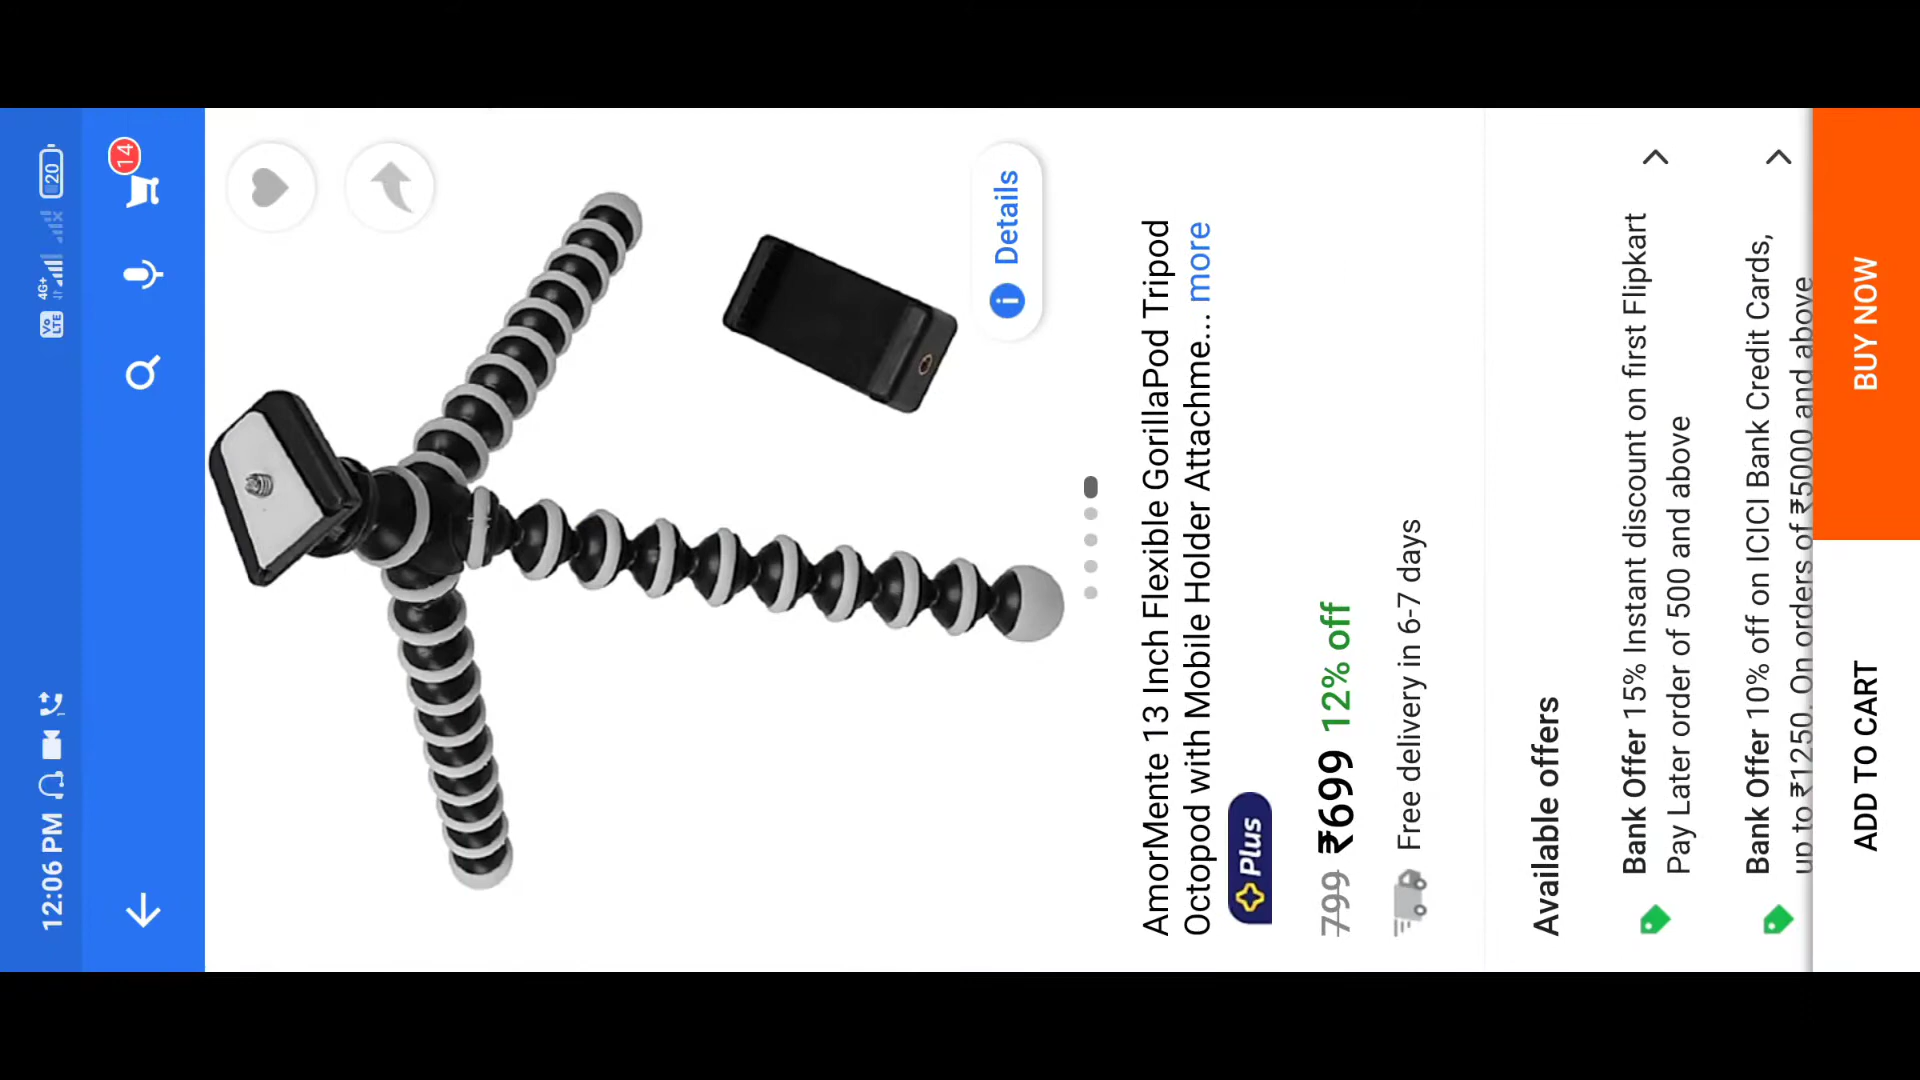 12:06 PM
Vo LTE
4G+
20
14
Details
AmorMente 13 Inch Flexible GorillaPod Tripod
Octopod with Mobile Holder Attachme... more
Plus
799 ₹699 12% off
Free delivery in 6-7 days
Available offers
Bank Offer 15% Instant discount on first Flipkart
Pay Later order of 500 and above
Bank Offer 10% off on ICICI Bank Credit Cards,
up to ₹1250. On orders of ₹5000 and above
ADD TO CART
BUY NOW